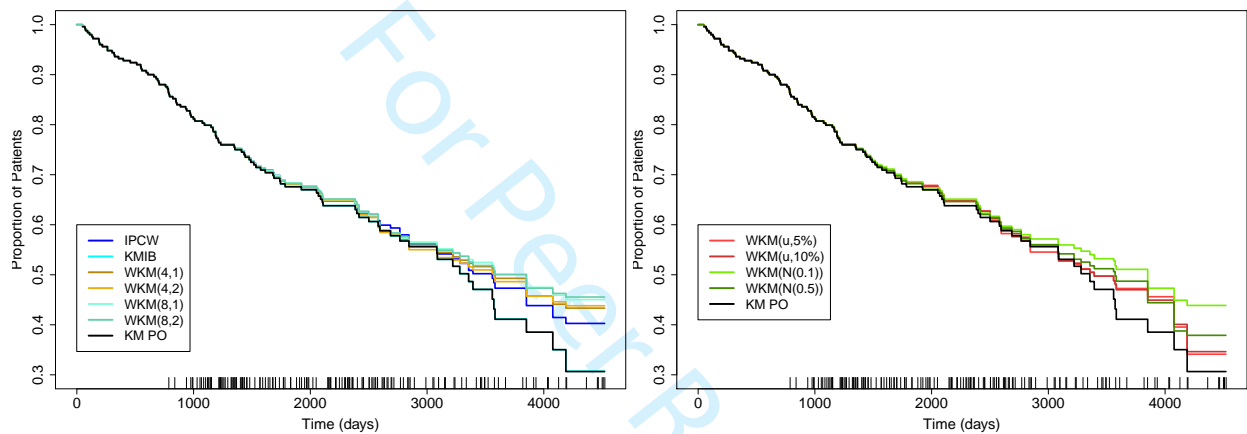 For Peer R
1.0
0.9
0.8
0.7
0.6
0.5
0.4
0.3
Proportion of Patients
IPCW
KMIB
WKM(4,1)
WKM(4,2)
WKM(8,1)
WKM(8,2)
KM PO
0 1000 2000 3000 4000
Time (days)
1.0
0.9
0.8
0.7
0.6
0.5
0.4
0.3
Proportion of Patients
WKM(u,5%)
WKM(u,10%)
WKM(N(0.1))
WKM(N(0.5))
KM PO
0 1000 2000 3000 4000
Time (days)